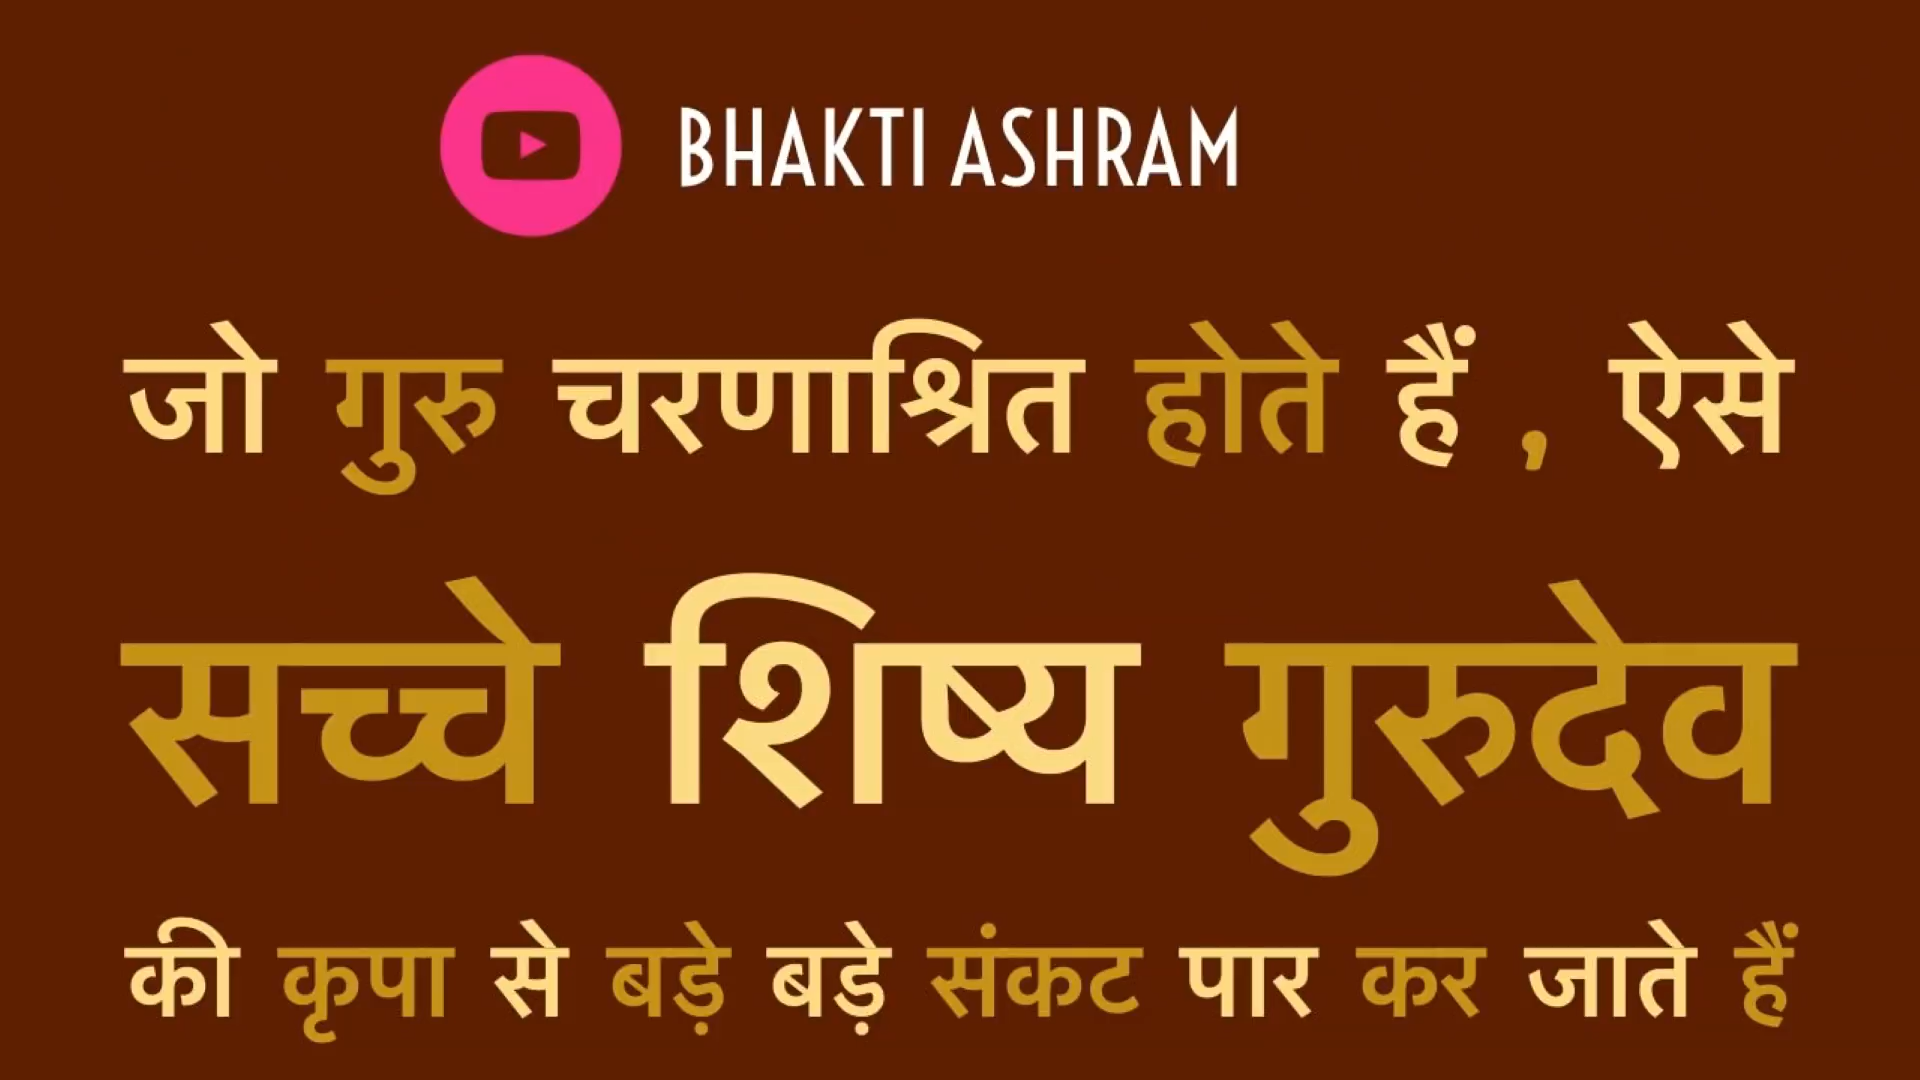 BHAKTI ASHRAM
जो गुरु चरणाश्रित होते हैं , ऐसे
सच्चे शिष्य गुरुदेव
की कृपा से बड़े बड़े संकट पार कर जाते हैं